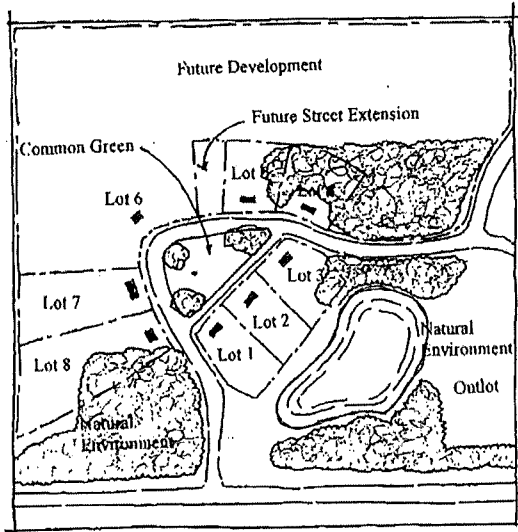 Future Development
Future Street Extension
Common Green
Lot
Lot 6
Lot 3
Lot 7
Lot 2
Lot 1
Lot 8
Natural
Environment
Outlot
Natural
Environment